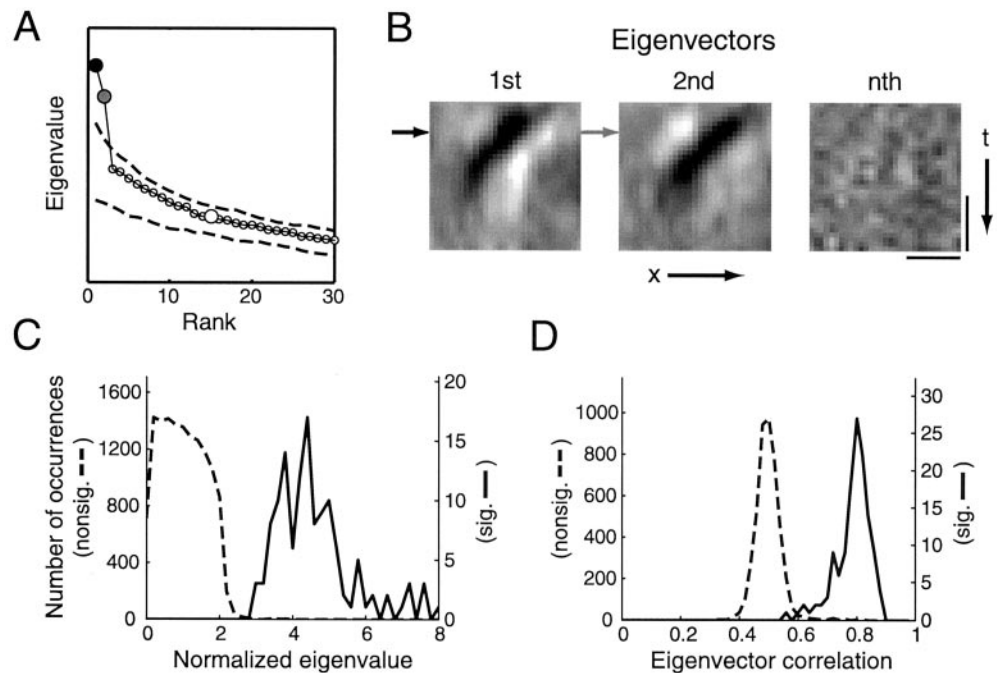 A
Eigenvalue
0
10
20
30
Rank
B
Eigenvectors
1st
2nd
nth
t
x
C
Number of occurrences
(nonsig. )
1600
1200
800
400
0
20
15
10
5
0
(sig. )
0
2
4
6
8
Normalized eigenvalue
D
(nonsig. )
1000
800
600
400
200
0
30
25
20
15
10
5
0
(sig. )
0
0.2
0.4
0.6
0.8
1
Eigenvector correlation